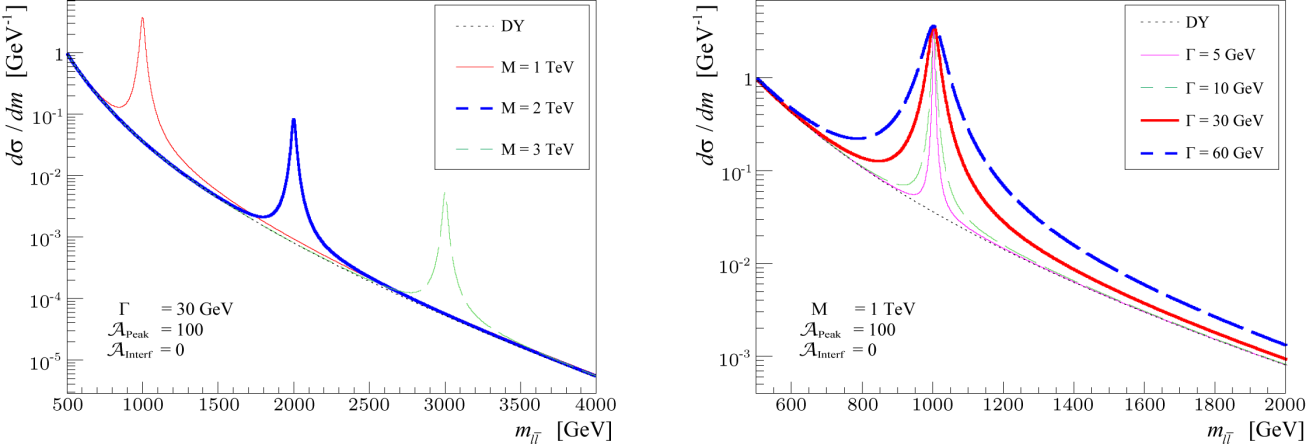 dσ / dm [GeV⁻¹]
1
10⁻¹
10⁻²
10⁻³
10⁻⁴
10⁻⁵
DY
M = 1 TeV
M = 2 TeV
M = 3 TeV
Γ = 30 GeV
𝒜Peak = 100
𝒜Interf = 0
500 1000 1500 2000 2500 3000 3500 4000
m_{l l̅} [GeV]
dσ / dm [GeV⁻¹]
1
10⁻¹
10⁻²
10⁻³
DY
Γ = 5 GeV
Γ = 10 GeV
Γ = 30 GeV
Γ = 60 GeV
M = 1 TeV
𝒜Peak = 100
𝒜Interf = 0
600 800 1000 1200 1400 1600 1800 2000
m_{l l̅} [GeV]